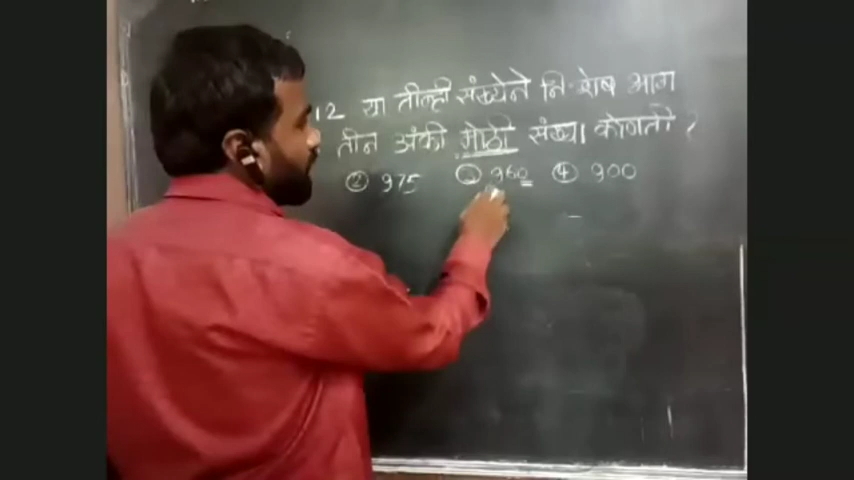 12 या तीन्ही संख्येने निःशेष भाग
तीन अंकी मोठी संख्या कोणती ?
② 975 ③ 960 ④ 900